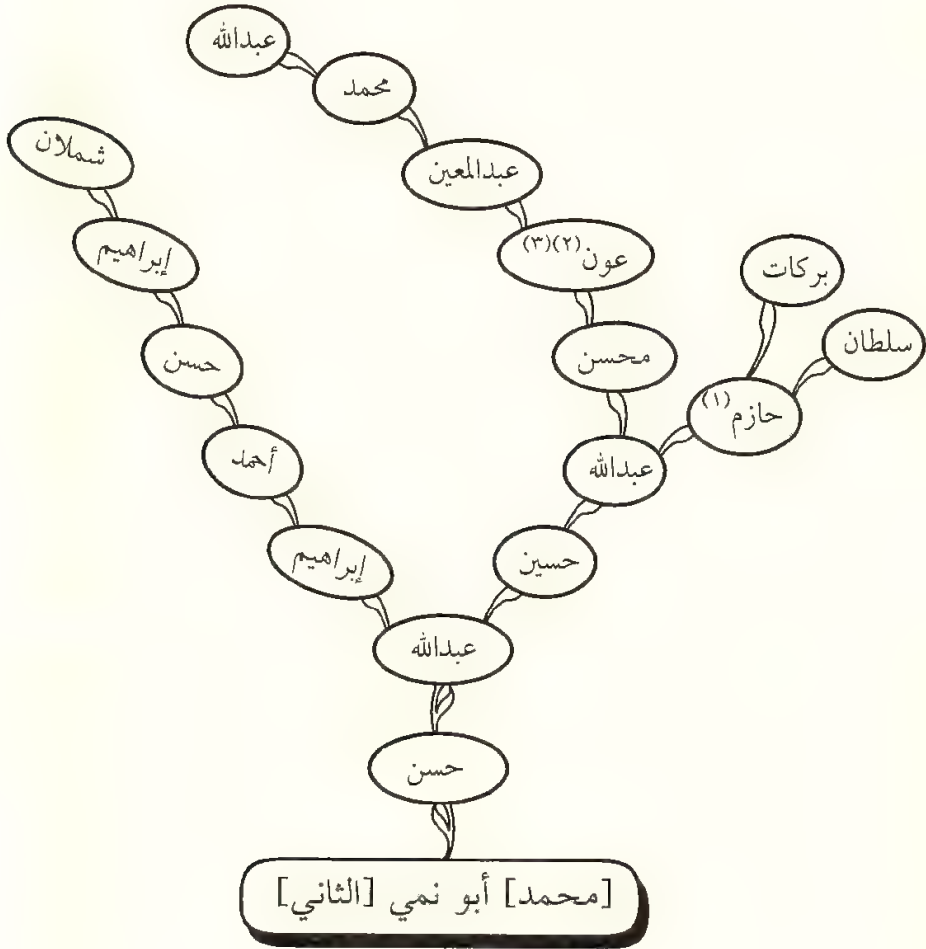 عبدالله
محمد
شملان
عبدالمعين
إبراهيم
عون(٢)(٣)
بركات
سلطان
حسن
محسن
حازم(١)
أحمد
عبدالله
إبراهيم
حسين
عبدالله
حسن
[محمد] أبو نمي [الثاني]